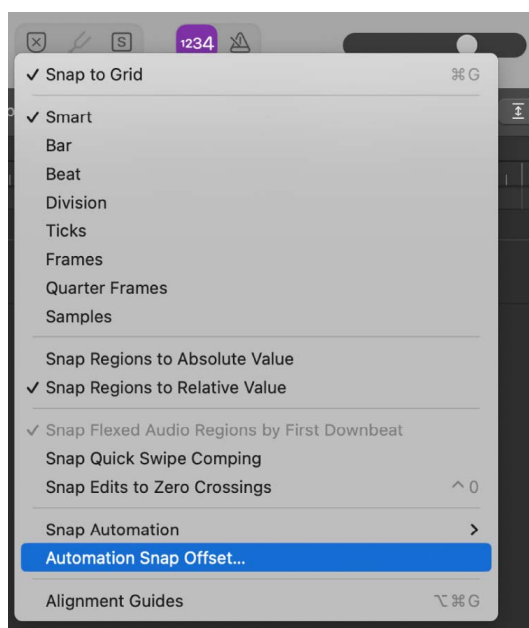 S
1234
✓ Snap to Grid ⌘G
✓ Smart
Bar
Beat
Division
Ticks
Frames
Quarter Frames
Samples
Snap Regions to Absolute Value
✓ Snap Regions to Relative Value
✓ Snap Flexed Audio Regions by First Downbeat
Snap Quick Swipe Comping
Snap Edits to Zero Crossings ^0
Snap Automation >
Automation Snap Offset...
Alignment Guides ⌥⌘G